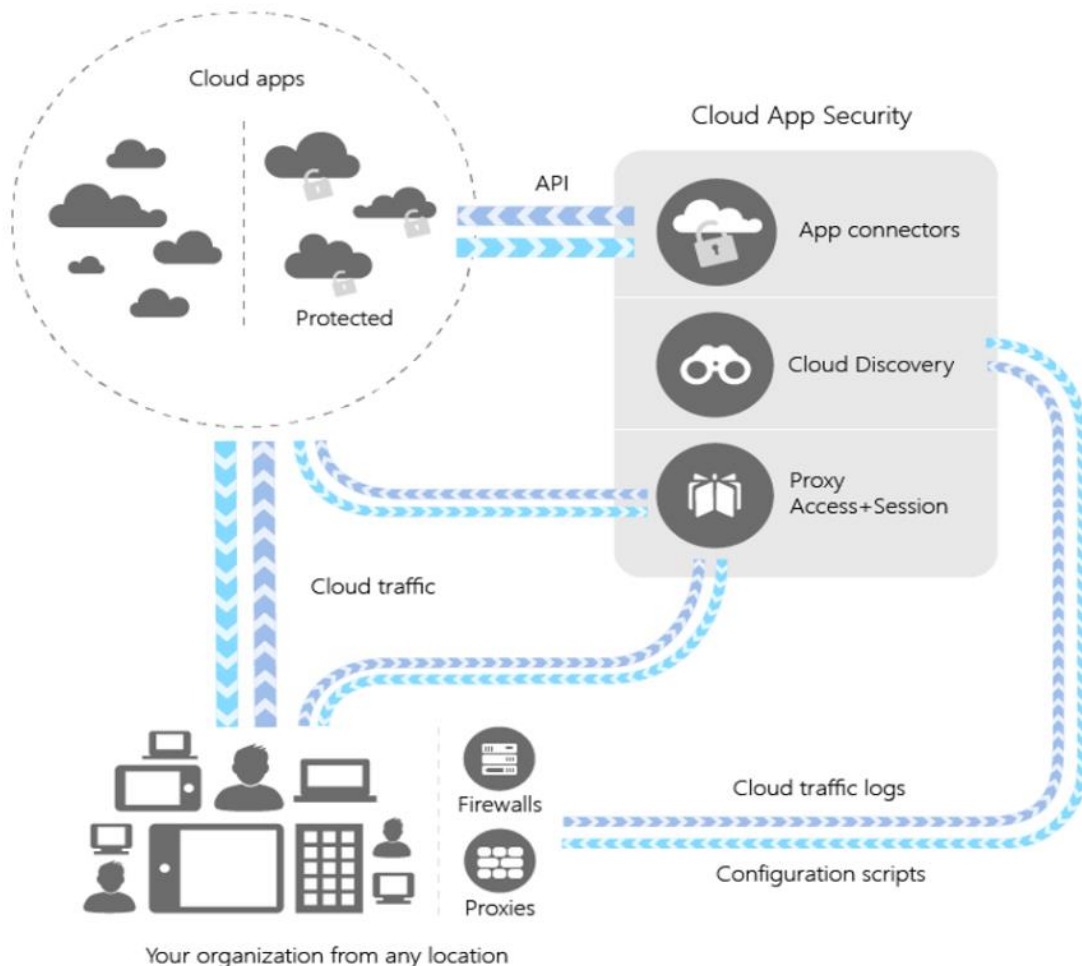 Cloud apps
Protected
API
Cloud App Security
App connectors
Cloud Discovery
Proxy
Access+Session
Cloud traffic
Firewalls
Proxies
Cloud traffic logs
Configuration scripts
Your organization from any location